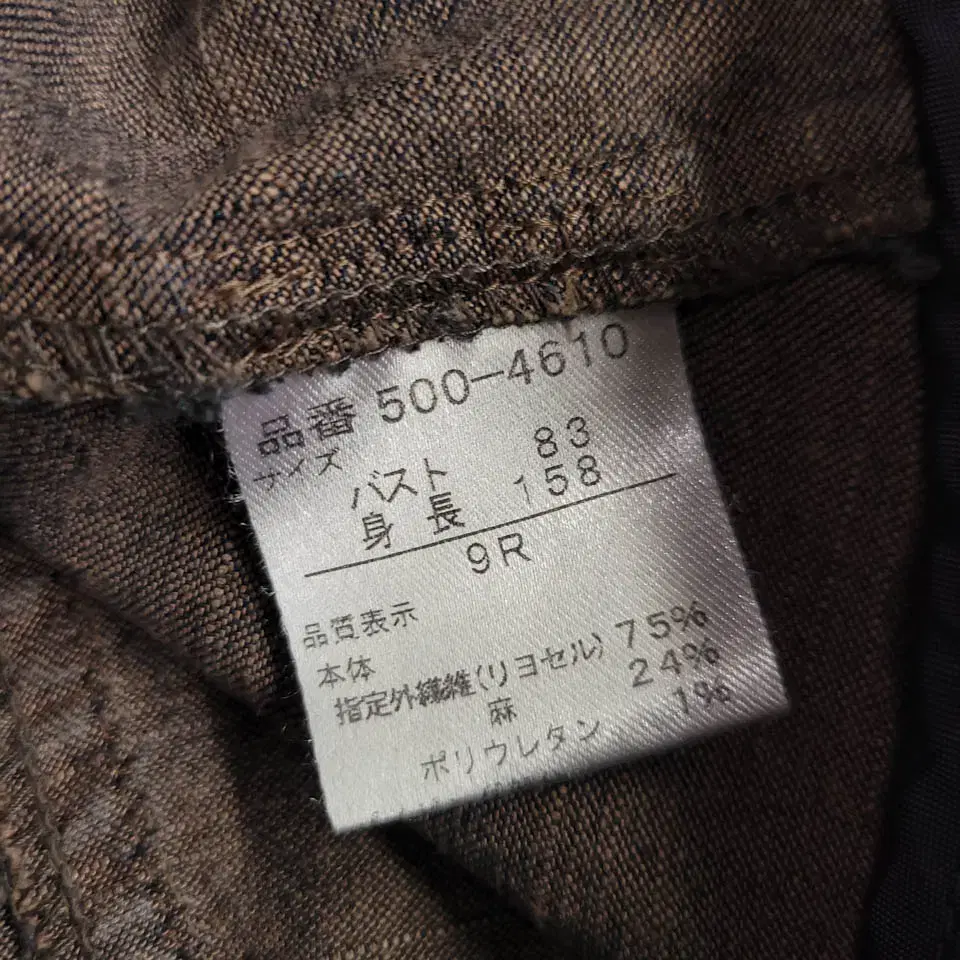 品番 500-4610
サイズ
バスト 83
身長 158
9R
品質表示
本体
指定外繊維(リヨセル) 75%
麻 24%
ポリウレタン 1%